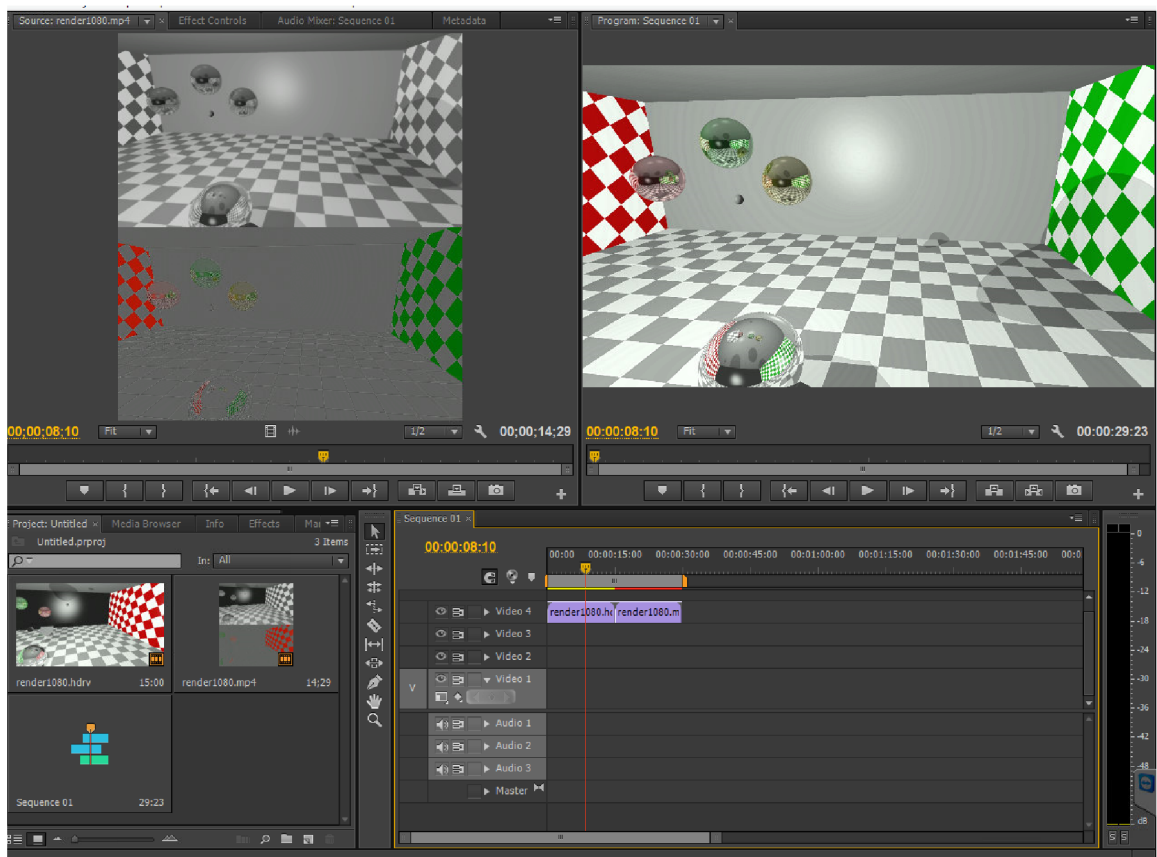 Source: render1080.mp4 Effect Controls Audio Mixer: Sequence 01 Metadata
Program: Sequence 01
00;00;08;10 Fit 1/2 00;00;14;29
00:00:08:10 Fit 1/2 00:00:29:23
Project: Untitled Media Browser Info Effects
Untitled.prproj 3 Items
In: All
render1080.hdrv 15:00
render1080.mp4 14;29
Sequence 01 29:23
Sequence 01
00:00:08:10
00:00 00:00:15:00 00:00:30:00 00:00:45:00 00:01:00:00 00:01:15:00 00:01:30:00 00:01:45:00 00:0
Video 4 render1080.hd render1080.m
Video 3
Video 2
V Video 1
Audio 1
Audio 2
Audio 3
Master
0
-6
-12
-18
-24
-30
-36
-42
-48
dB
S S